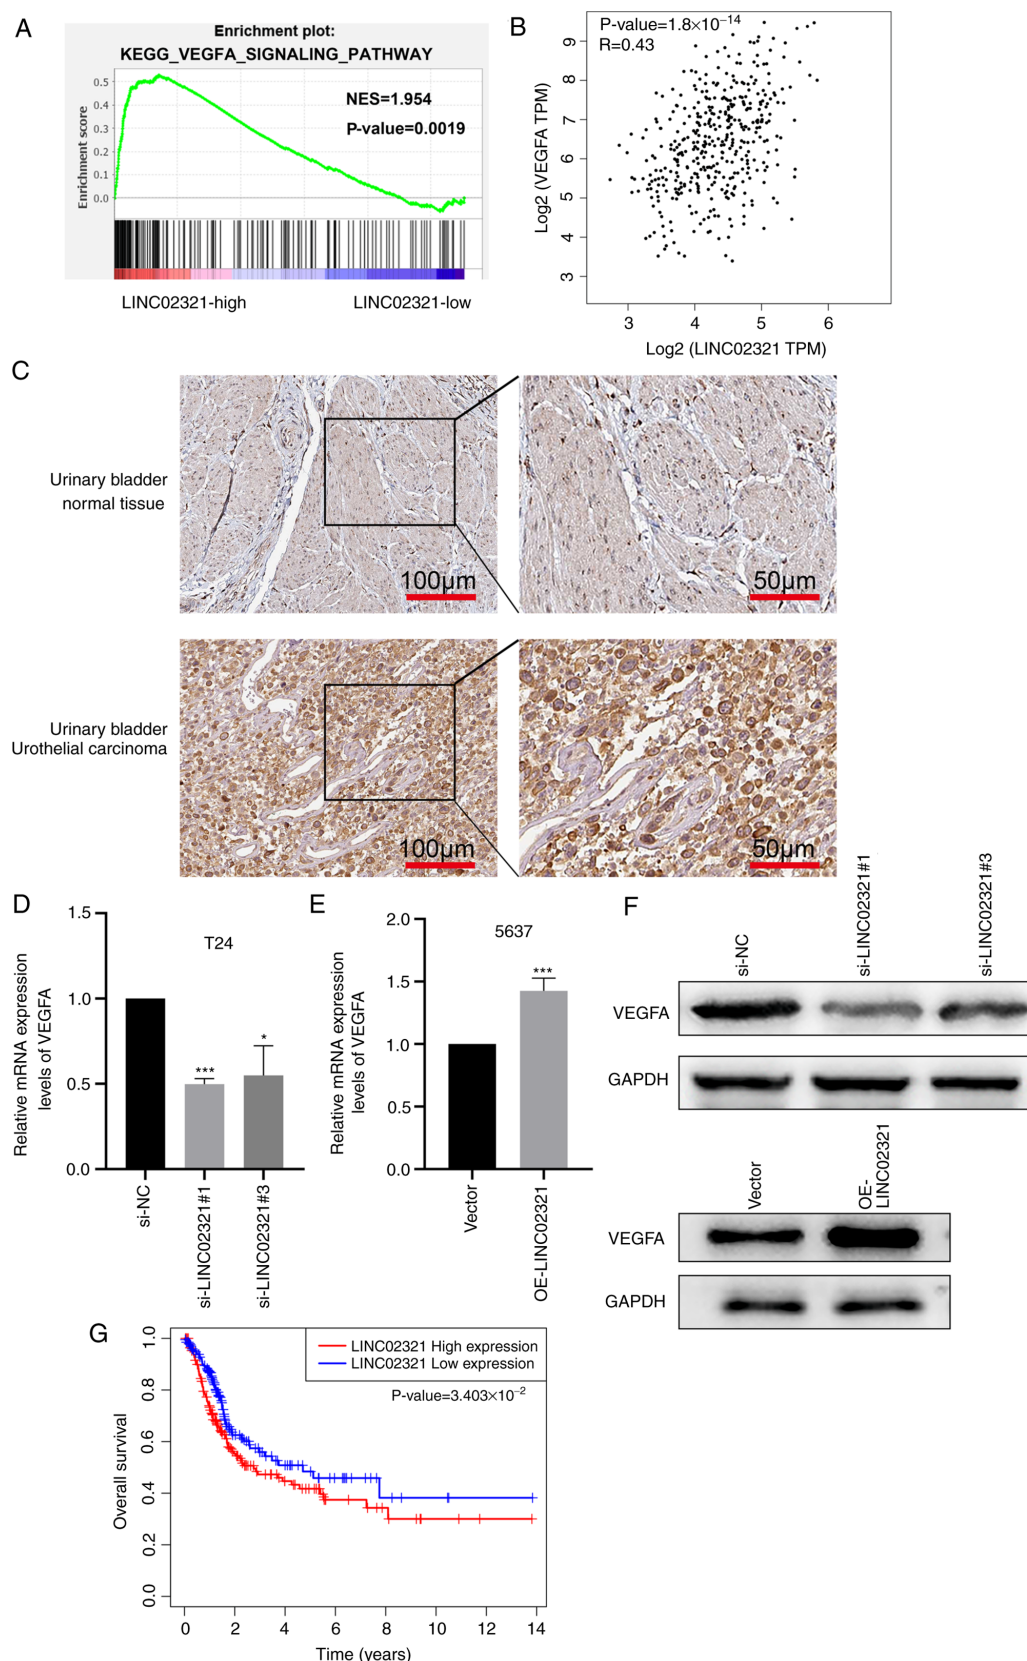 A
Enrichment plot:
KEGG_VEGFA_SIGNALING_PATHWAY
NES=1.954
P-value=0.0019
Enrichment score
0.5
0.4
0.3
0.2
0.1
0.0
LINC02321-high
LINC02321-low
B
P-value=1.8×10⁻¹⁴
R=0.43
Log2 (VEGFA TPM)
9
8
7
6
5
4
3
3 4 5 6
Log2 (LINC02321 TPM)
C
Urinary bladder
normal tissue
100µm
50µm
Urinary bladder
Urothelial carcinoma
100µm
50µm
D
T24
Relative mRNA expression
levels of VEGFA
1.5
1.0
0.5
0.0
***
*
si-NC
si-LINC02321#1
si-LINC02321#3
E
5637
Relative mRNA expression
levels of VEGFA
2.0
1.5
1.0
0.5
0.0
***
Vector
OE-LINC02321
F
si-NC
si-LINC02321#1
si-LINC02321#3
VEGFA
GAPDH
Vector
OE-
LINC02321
VEGFA
GAPDH
G
LINC02321 High expression
LINC02321 Low expression
P-value=3.403×10⁻²
Overall survival
1.0
0.8
0.6
0.4
0.2
0.0
0 2 4 6 8 10 12 14
Time (years)